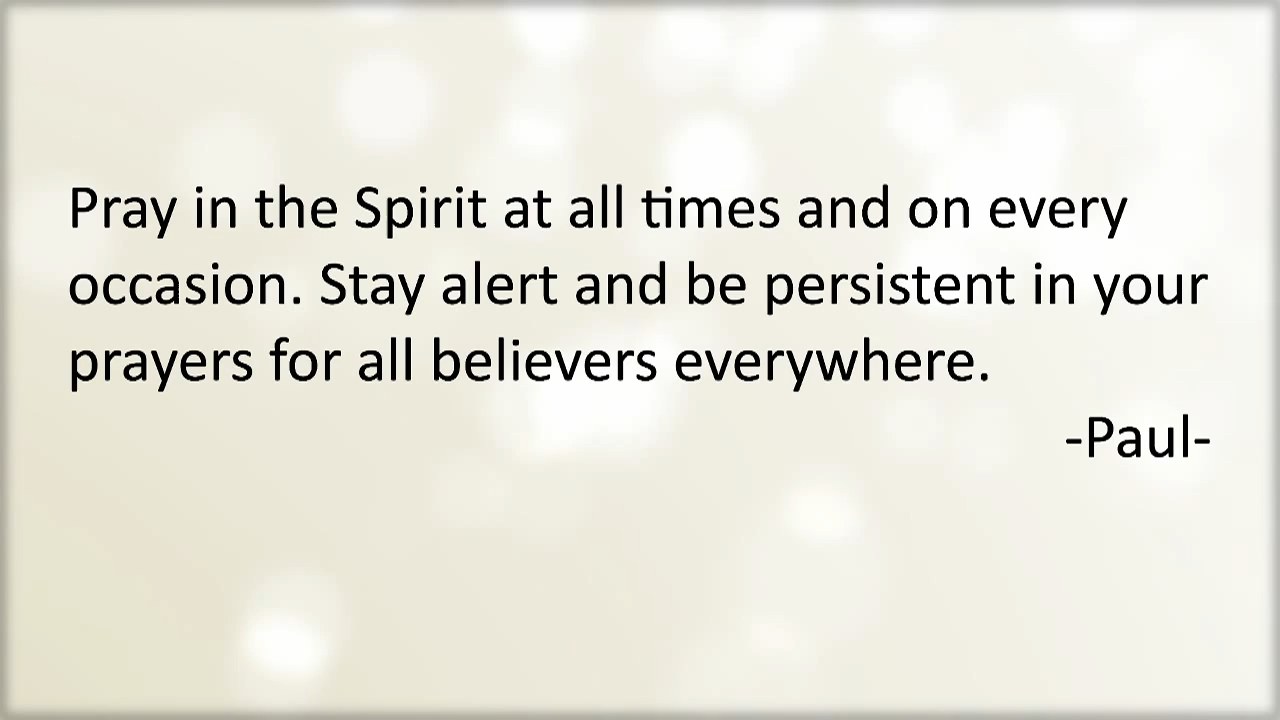 Pray in the Spirit at all times and on every
occasion. Stay alert and be persistent in your
prayers for all believers everywhere.
-Paul-